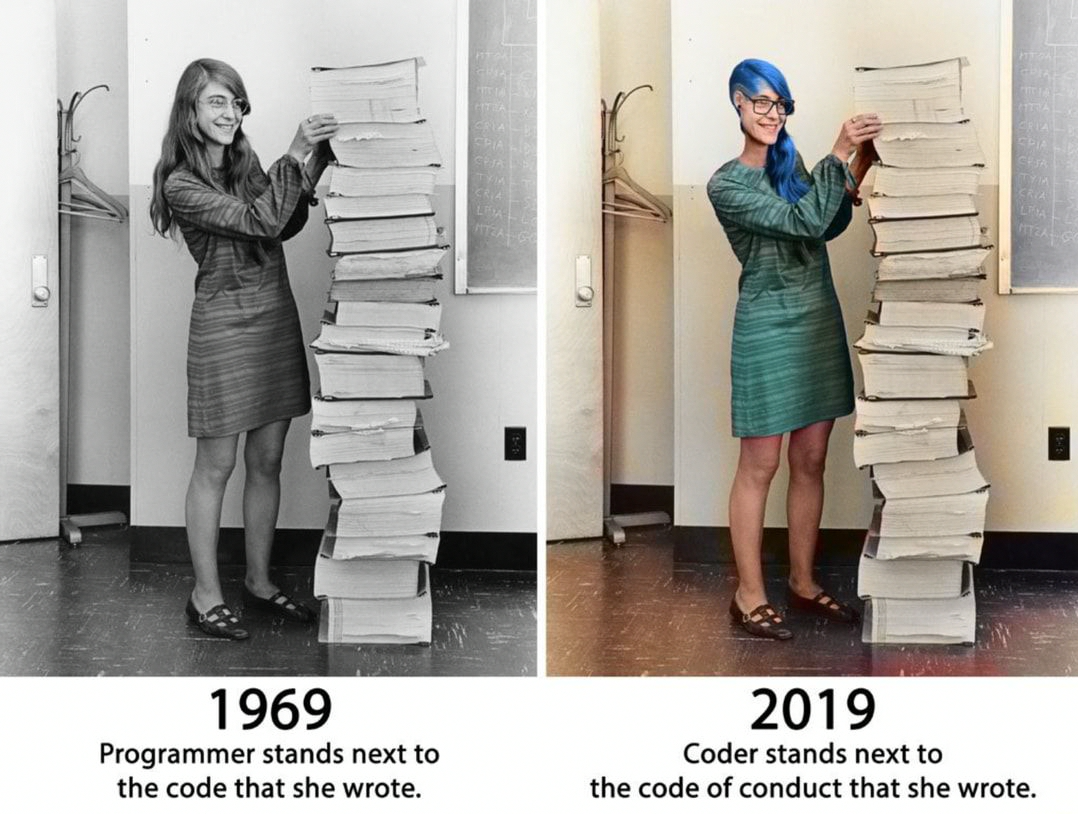 1969
Programmer stands next to
the code that she wrote.
2019
Coder stands next to
the code of conduct that she wrote.